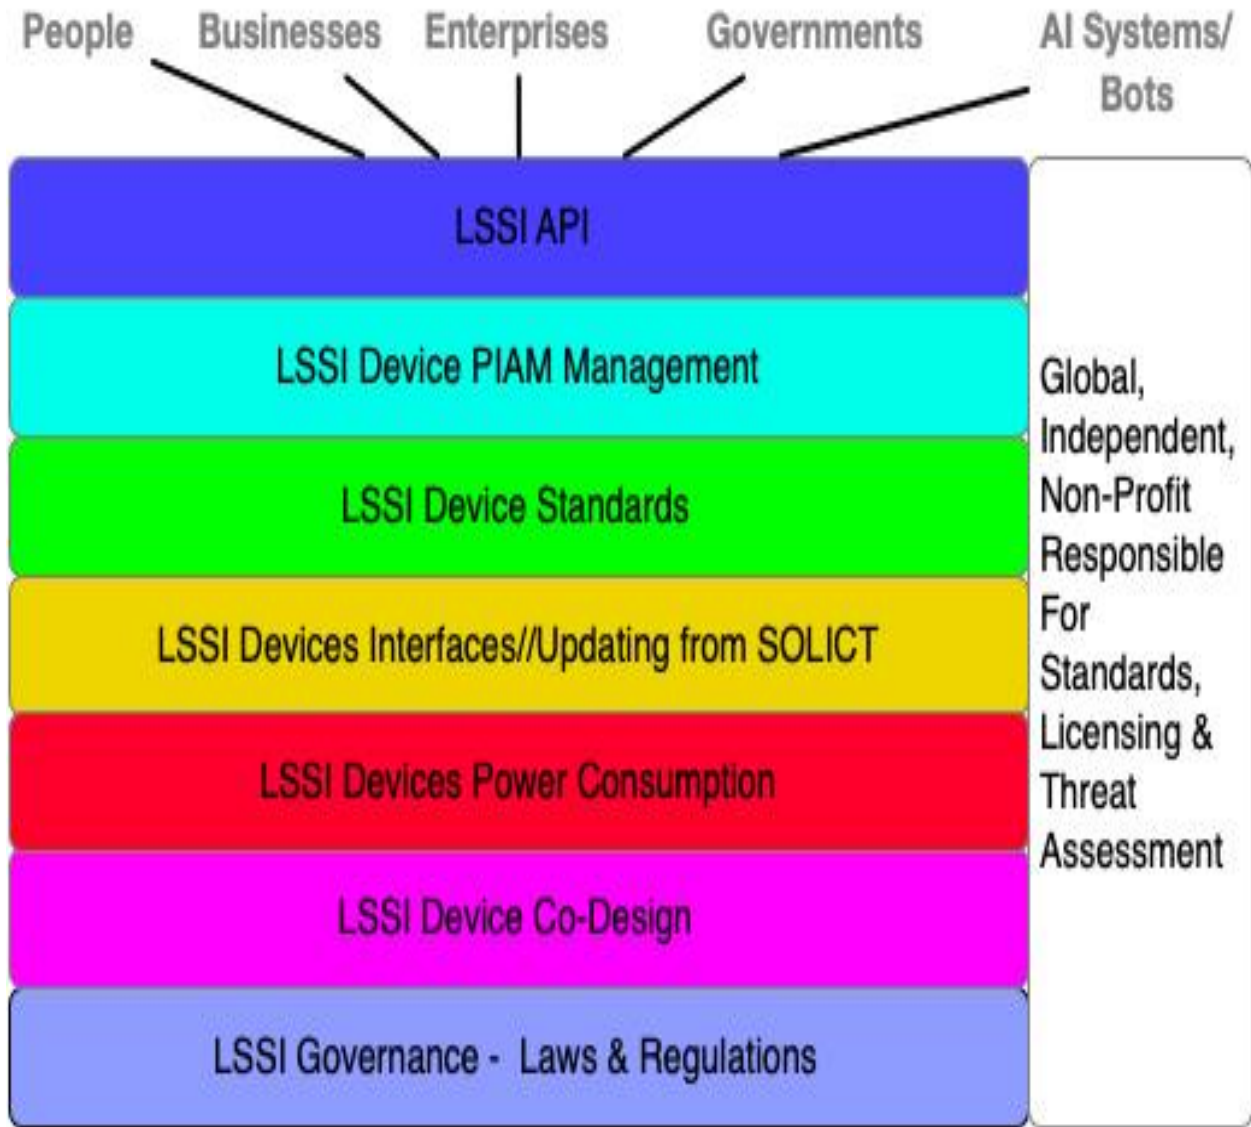 People Businesses Enterprises Governments AI Systems/
Bots
LSSI API
LSSI Device PIAM Management
LSSI Device Standards
LSSI Devices Interfaces//Updating from SOLICT
LSSI Devices Power Consumption
LSSI Device Co-Design
LSSI Governance - Laws & Regulations
Global,
Independent,
Non-Profit
Responsible
For
Standards,
Licensing &
Threat
Assessment